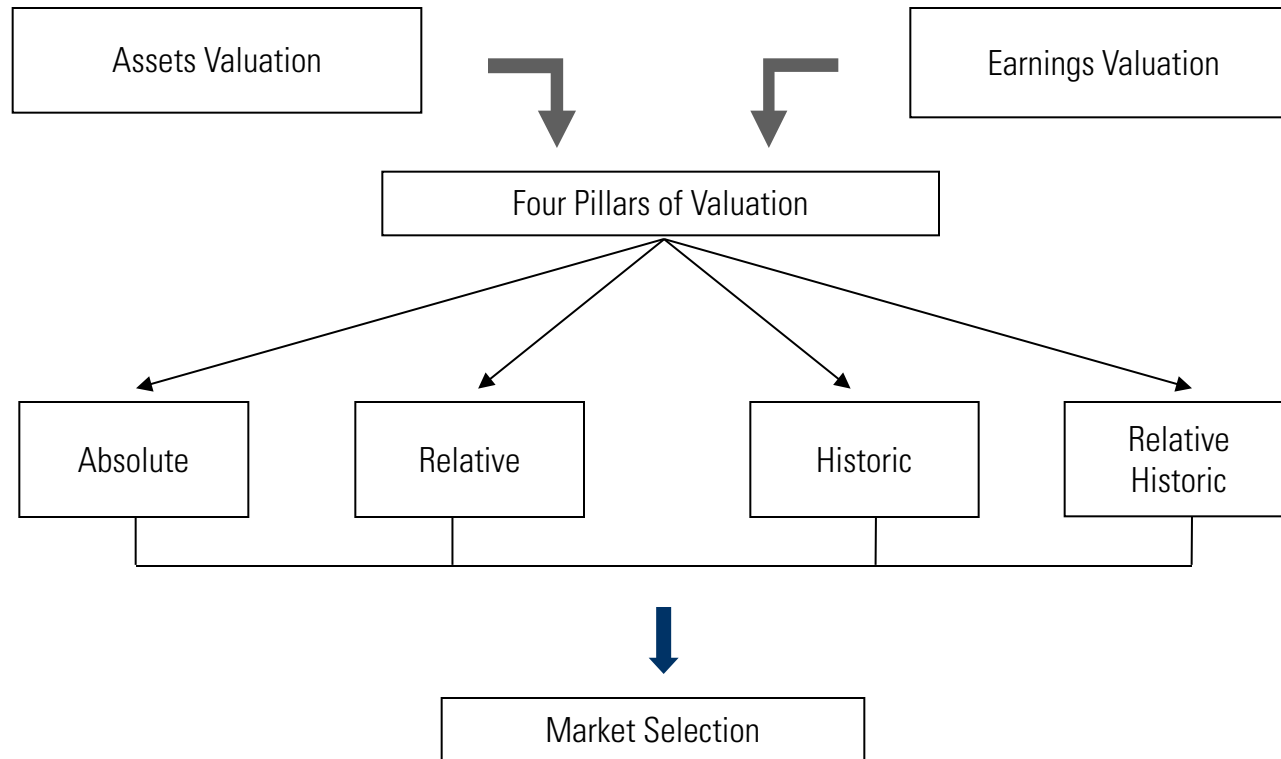 Assets Valuation
Earnings Valuation
Four Pillars of Valuation
Absolute
Relative
Historic
Relative
Historic
Market Selection